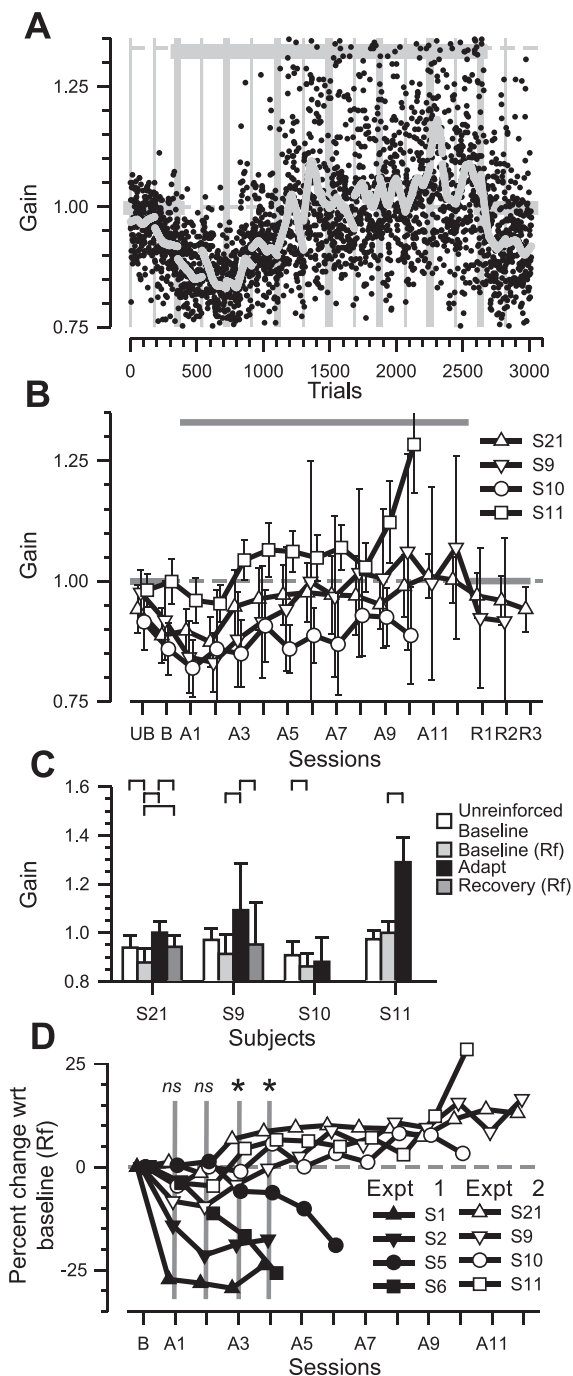 A
1.25
1.00
0.75
Gain
0 500 1000 1500 2000 2500 3000
Trials
B
1.25
1.00
0.75
Gain
S21
S9
S10
S11
UB B A1 A3 A5 A7 A9 A11 R1 R2 R3
Sessions
C
1.6
1.4
1.2
1.0
0.8
Gain
Unreinforced
Baseline
Baseline (Rf)
Adapt
Recovery (Rf)
S21 S9 S10 S11
Subjects
D
25
0
-25
Percent change wrt
baseline (Rf)
ns ns * *
Expt 1 Expt 2
S1 S21
S2 S9
S5 S10
S6 S11
B A1 A3 A5 A7 A9 A11
Sessions